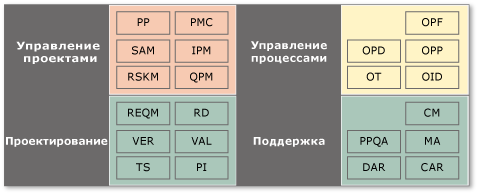 Управление
проектами
PP PMC
SAM IPM
RSKM QPM
Управление
процессами
OPF
OPD OPP
OT OID
Проектирование
REQM RD
VER VAL
TS PI
Поддержка
CM
PPQA MA
DAR CAR